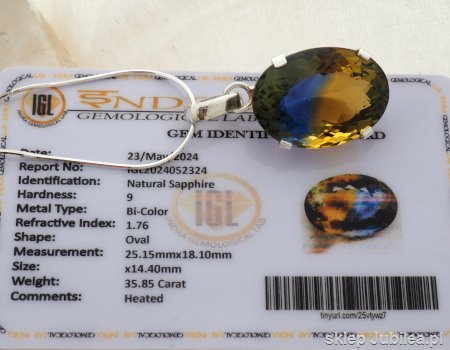 IGL
GEMOLOGICAL LAB
GEM IDENTI
Date: 23/May/2024
Report No: IGL2024052324
Identification: Natural Sapphire
Hardness: 9
Metal Type: Bi-Color
Refractive Index: 1.76
Shape: Oval
Measurement: 25.15mmx18.10mm
Size: x14.40mm
Weight: 35.85 Carat
Comments: Heated
IGL
INDIA GEMOLOGICAL LAB
tinyurl.com/25vtywz7
sklep Jubilea.pl